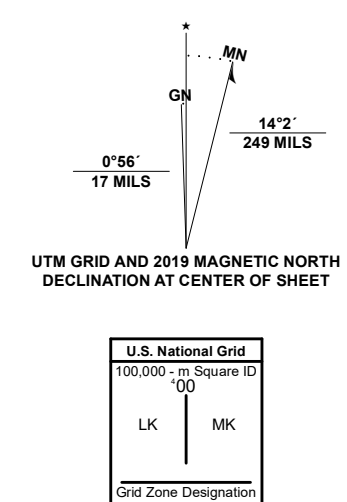 ★
MN
GN
14°2´
249 MILS
0°56´
17 MILS
UTM GRID AND 2019 MAGNETIC NORTH
DECLINATION AT CENTER OF SHEET
U.S. National Grid
100,000 - m Square ID
⁴00
LK MK
Grid Zone Designation